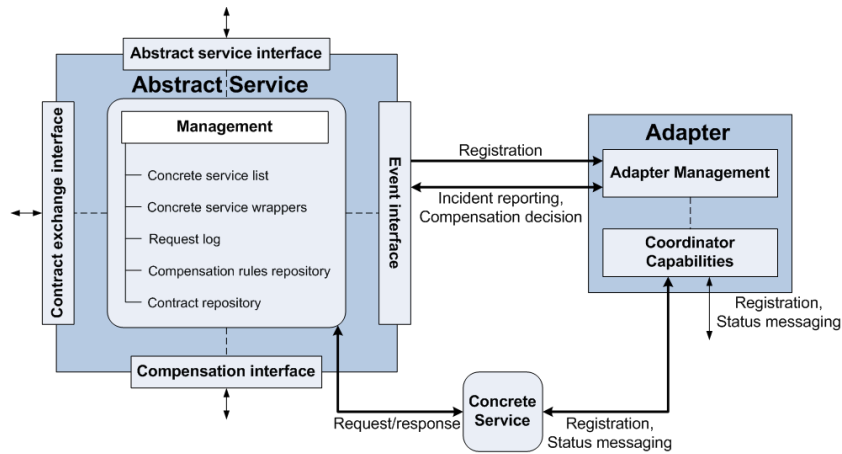 Abstract service interface
Abstract Service
Contract exchange interface
Management
Concrete service list
Concrete service wrappers
Request log
Compensation rules repository
Contract repository
Event interface
Compensation interface
Registration
Incident reporting,
Compensation decision
Adapter
Adapter Management
Coordinator
Capabilities
Registration,
Status messaging
Request/response
Concrete
Service
Registration,
Status messaging